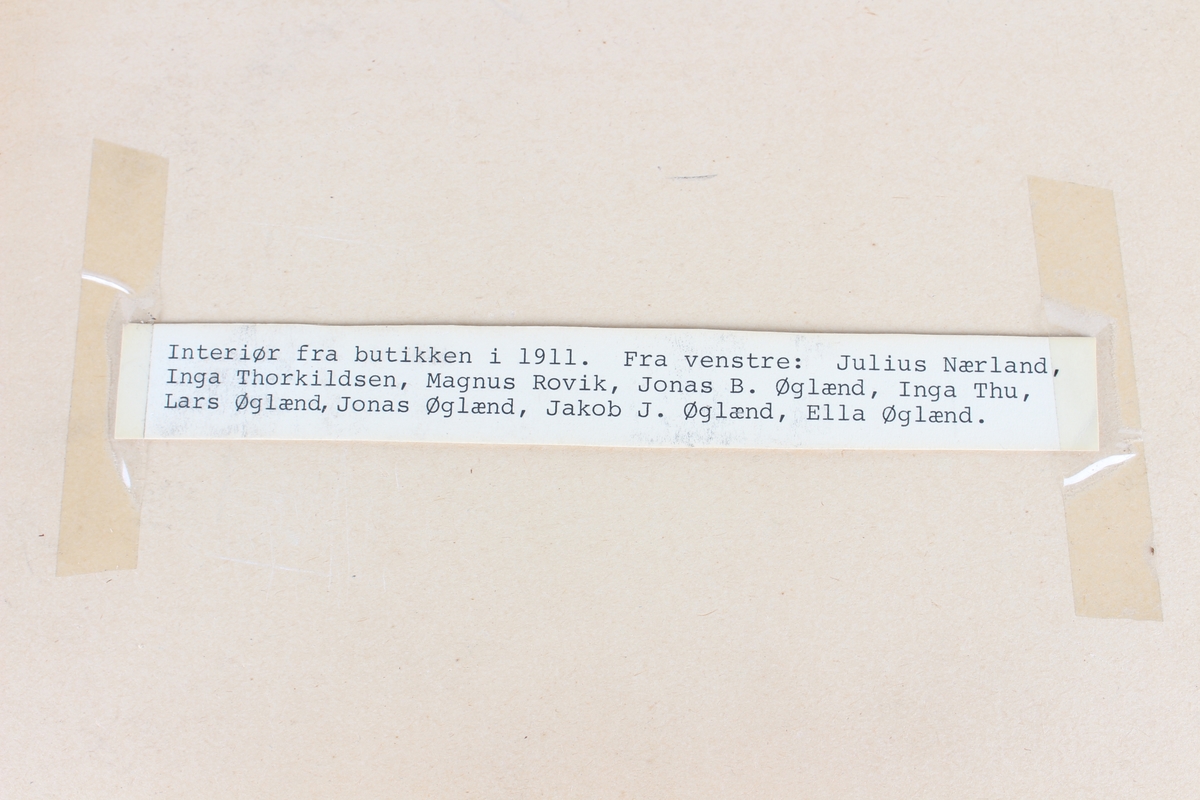 Interiør fra butikken i 1911.  Fra venstre:  Julius Nærland,
Inga Thorkildsen, Magnus Rovik, Jonas B. Øglænd, Inga Thu,
Lars Øglænd, Jonas Øglænd, Jakob J. Øglænd, Ella Øglænd.